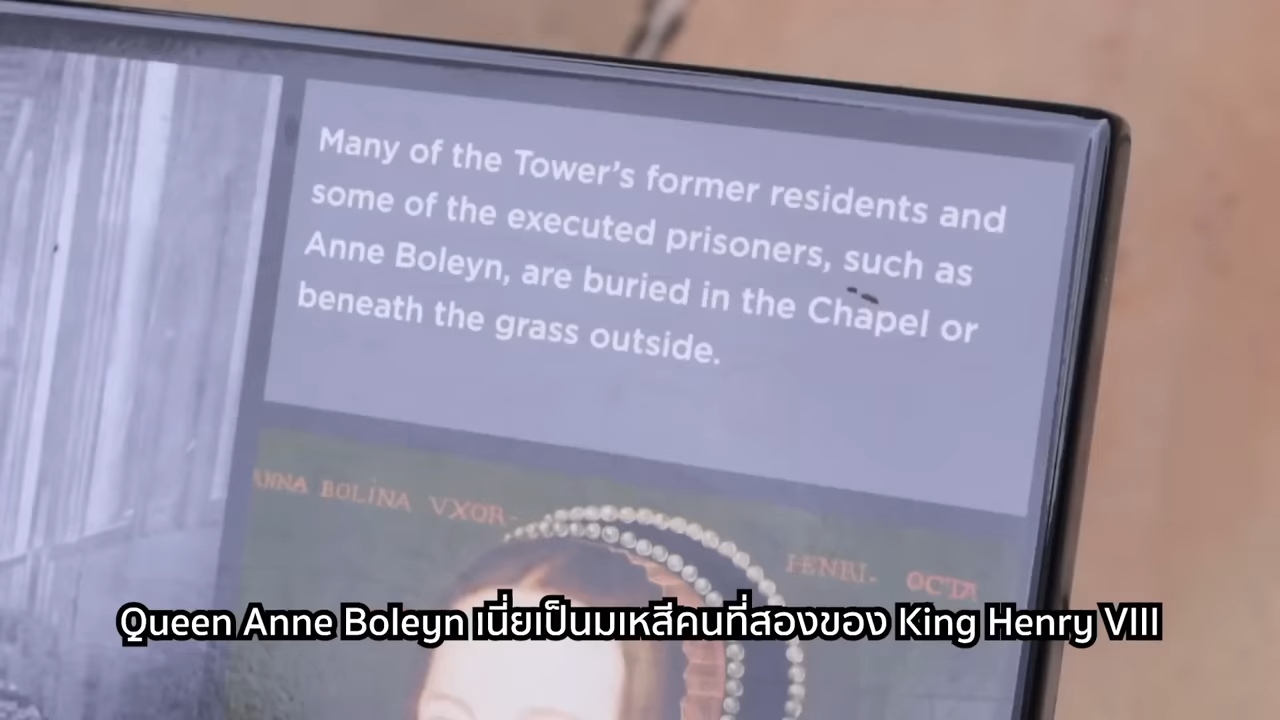 Many of the Tower's former residents and
some of the executed prisoners, such as
Anne Boleyn, are buried in the Chapel or
beneath the grass outside.
ANNA BOLINA VXOR- HENRI. OCTA
Queen Anne Boleyn เนี่ยเป็นมเหสีคนที่สองของ King Henry VIII